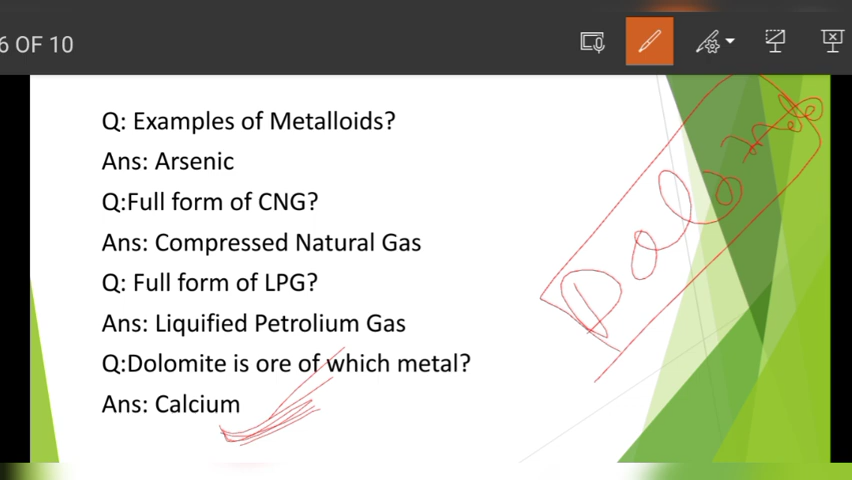 6 OF 10
Q: Examples of Metalloids?
Ans: Arsenic
Q:Full form of CNG?
Ans: Compressed Natural Gas
Q: Full form of LPG?
Ans: Liquified Petrolium Gas
Q:Dolomite is ore of which metal?
Ans: Calcium